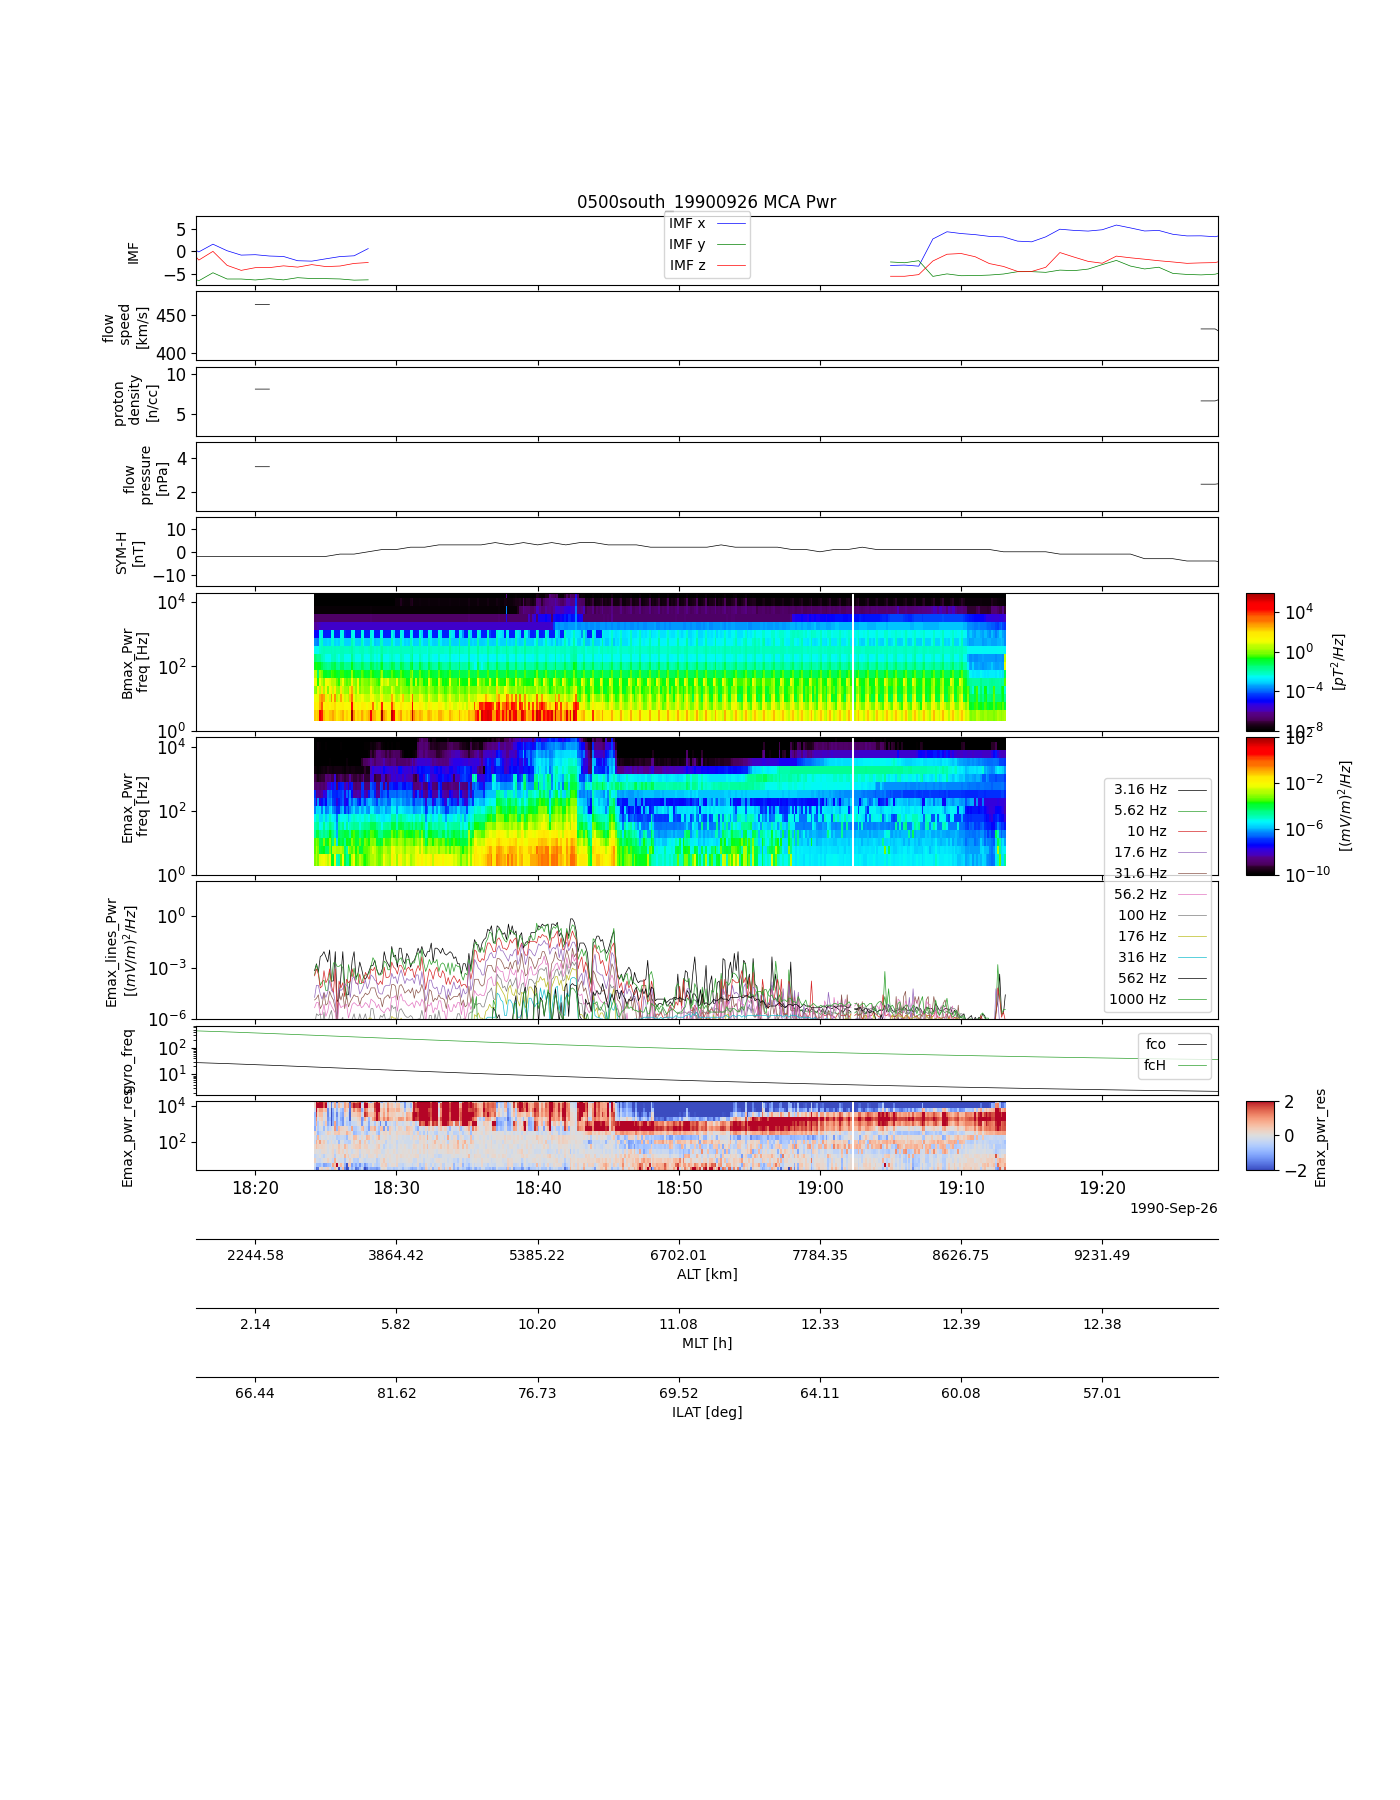 0500south_19900926 MCA Pwr
IMF
5
0
−5
IMF x
IMF y
IMF z
flow
speed
[km/s]
450
400
proton
density
[n/cc]
10
5
flow
pressure
[nPa]
4
2
SYM-H
[nT]
10
0
−10
Bmax_Pwr
freq [Hz]
10^4
10^2
10^0
10^4
10^0
10^−4
10^−8
[pT^2/Hz]
Emax_Pwr
freq [Hz]
10^4
10^2
10^0
10^2
10^−2
10^−6
10^−10
[(mV/m)^2/Hz]
3.16 Hz
5.62 Hz
10 Hz
17.6 Hz
31.6 Hz
56.2 Hz
100 Hz
176 Hz
316 Hz
562 Hz
1000 Hz
Emax_lines_Pwr
[(mV/m)^2/Hz]
10^0
10^−3
10^−6
gyro_freq
10^2
10^1
fco
fcH
Emax_pwr_res
10^4
10^2
2
0
−2
Emax_pwr_res
18:20 18:30 18:40 18:50 19:00 19:10 19:20
1990-Sep-26
2244.58 3864.42 5385.22 6702.01 7784.35 8626.75 9231.49
ALT [km]
2.14 5.82 10.20 11.08 12.33 12.39 12.38
MLT [h]
66.44 81.62 76.73 69.52 64.11 60.08 57.01
ILAT [deg]